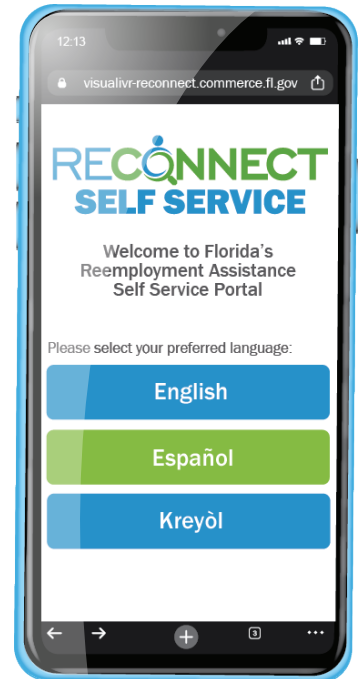 12:13
visualivr-reconnect.commerce.fl.gov
RECONNECT
SELF SERVICE
Welcome to Florida's
Reemployment Assistance
Self Service Portal
Please select your preferred language:
English
Español
Kreyòl
3